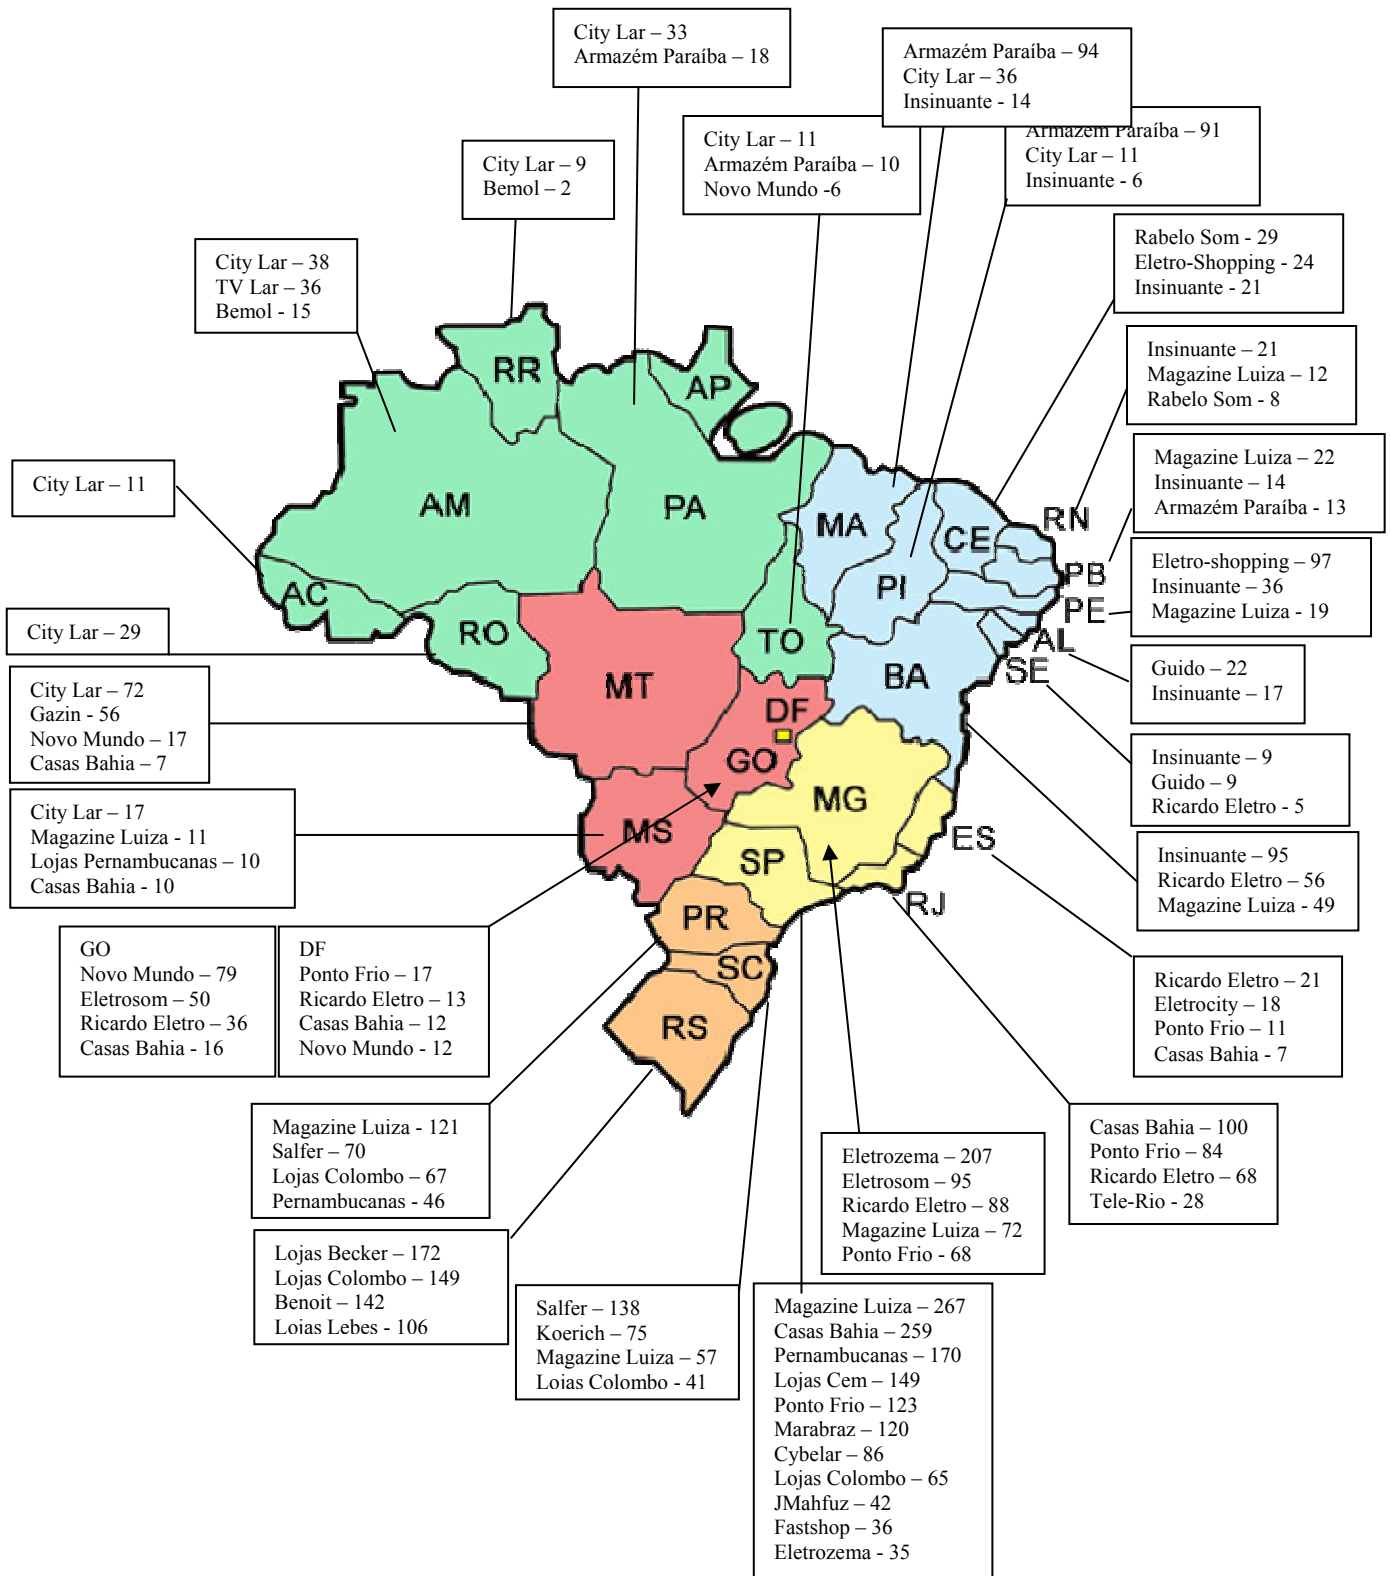 City Lar – 33
Armazém Paraíba – 18
Armazém Paraíba – 94
City Lar – 36
Insinuante - 14
Armazém Paraíba – 91
City Lar – 11
Insinuante - 6
City Lar – 11
Armazém Paraíba – 10
Novo Mundo -6
City Lar – 9
Bemol – 2
City Lar – 38
TV Lar – 36
Bemol - 15
Rabelo Som - 29
Eletro-Shopping - 24
Insinuante - 21
Insinuante – 21
Magazine Luiza – 12
Rabelo Som - 8
Magazine Luiza – 22
Insinuante – 14
Armazém Paraíba - 13
City Lar – 11
Eletro-shopping – 97
Insinuante - 36
Magazine Luiza - 19
City Lar – 29
Guido – 22
Insinuante – 17
City Lar – 72
Gazin - 56
Novo Mundo – 17
Casas Bahia – 7
Insinuante – 9
Guido – 9
Ricardo Eletro - 5
City Lar – 17
Magazine Luiza - 11
Lojas Pernambucanas – 10
Casas Bahia - 10
Insinuante – 95
Ricardo Eletro – 56
Magazine Luiza - 49
RR
AP
AM
PA
MA
CE
RN
PI
PB
PE
AC
RO
TO
AL
SE
MT
BA
DF
GO
MG
MS
ES
SP
RJ
PR
SC
RS
GO
Novo Mundo – 79
Eletrosom – 50
Ricardo Eletro – 36
Casas Bahia - 16
DF
Ponto Frio – 17
Ricardo Eletro – 13
Casas Bahia – 12
Novo Mundo - 12
Ricardo Eletro – 21
Eletrocity – 18
Ponto Frio – 11
Casas Bahia - 7
Magazine Luiza - 121
Salfer – 70
Lojas Colombo – 67
Pernambucanas - 46
Casas Bahia – 100
Ponto Frio – 84
Ricardo Eletro – 68
Tele-Rio - 28
Eletrozema – 207
Eletrosom – 95
Ricardo Eletro – 88
Magazine Luiza – 72
Ponto Frio - 68
Lojas Becker – 172
Lojas Colombo – 149
Benoit – 142
Lojas Lebes - 106
Salfer – 138
Koerich – 75
Magazine Luiza – 57
Lojas Colombo - 41
Magazine Luiza – 267
Casas Bahia – 259
Pernambucanas – 170
Lojas Cem – 149
Ponto Frio – 123
Marabraz – 120
Cybelar – 86
Lojas Colombo – 65
JMahfuz – 42
Fastshop – 36
Eletrozema - 35